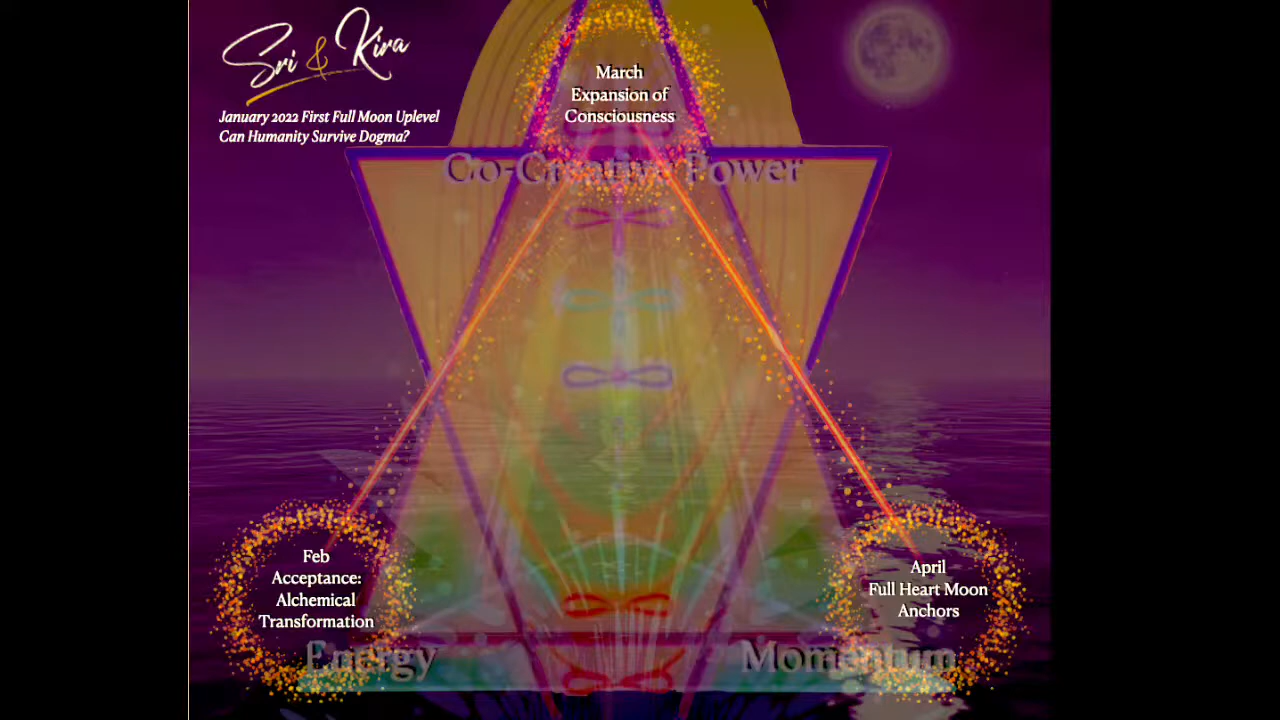 Sri & Kira
January 2022 First Full Moon Uplevel
Can Humanity Survive Dogma?
March
Expansion of
Consciousness
Co-Creative Power
Feb
Acceptance:
Alchemical
Transformation
April
Full Heart Moon
Anchors
Energy
Momentum